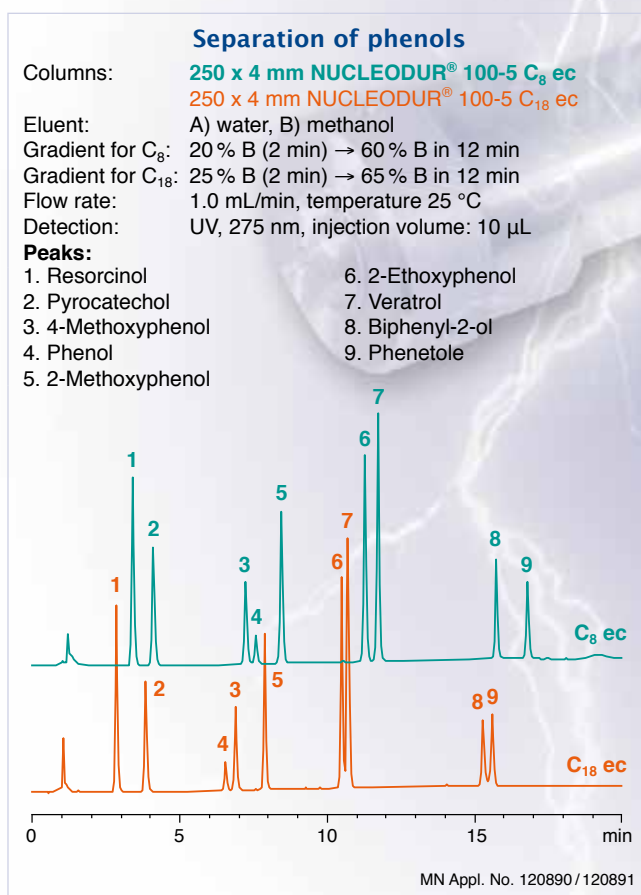 Separation of phenols
Columns: 250 x 4 mm NUCLEODUR® 100-5 C₈ ec
250 x 4 mm NUCLEODUR® 100-5 C₁₈ ec
Eluent: A) water, B) methanol
Gradient for C₈: 20 % B (2 min) → 60 % B in 12 min
Gradient for C₁₈: 25 % B (2 min) → 65 % B in 12 min
Flow rate: 1.0 mL/min, temperature 25 °C
Detection: UV, 275 nm, injection volume: 10 µL
Peaks:
1. Resorcinol
2. Pyrocatechol
3. 4-Methoxyphenol
4. Phenol
5. 2-Methoxyphenol
6. 2-Ethoxyphenol
7. Veratrol
8. Biphenyl-2-ol
9. Phenetole
1 2 3 4 5 6 7 8 9
C₈ ec
1 2 4 3 5 6 7 8 9
C₁₈ ec
0 5 10 15 min
MN Appl. No. 120890 / 120891